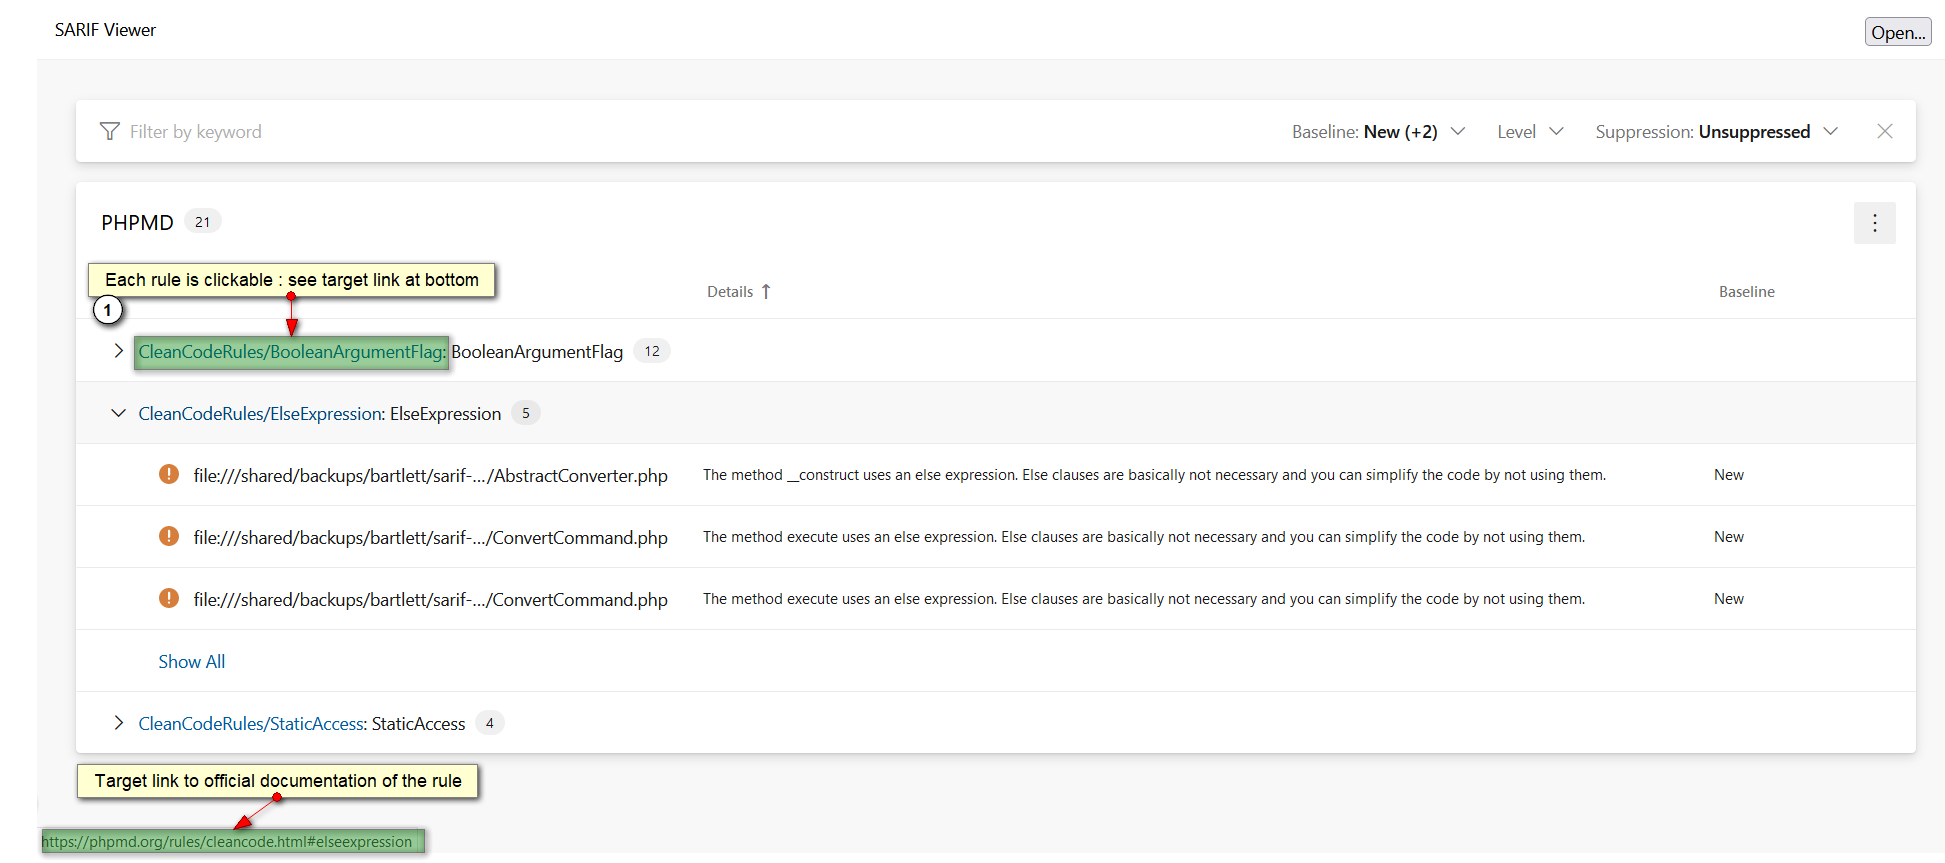 SARIF Viewer
Open...
Filter by keyword
Baseline: New (+2)
Level
Suppression: Unsuppressed
PHPMD 21
Each rule is clickable : see target link at bottom
1
Details ↑
Baseline
CleanCodeRules/BooleanArgumentFlag: BooleanArgumentFlag 12
CleanCodeRules/ElseExpression: ElseExpression 5
file:///shared/backups/bartlett/sarif-.../AbstractConverter.php The method __construct uses an else expression. Else clauses are basically not necessary and you can simplify the code by not using them. New
file:///shared/backups/bartlett/sarif-.../ConvertCommand.php The method execute uses an else expression. Else clauses are basically not necessary and you can simplify the code by not using them. New
file:///shared/backups/bartlett/sarif-.../ConvertCommand.php The method execute uses an else expression. Else clauses are basically not necessary and you can simplify the code by not using them. New
Show All
CleanCodeRules/StaticAccess: StaticAccess 4
Target link to official documentation of the rule
https://phpmd.org/rules/cleancode.html#elseexpression